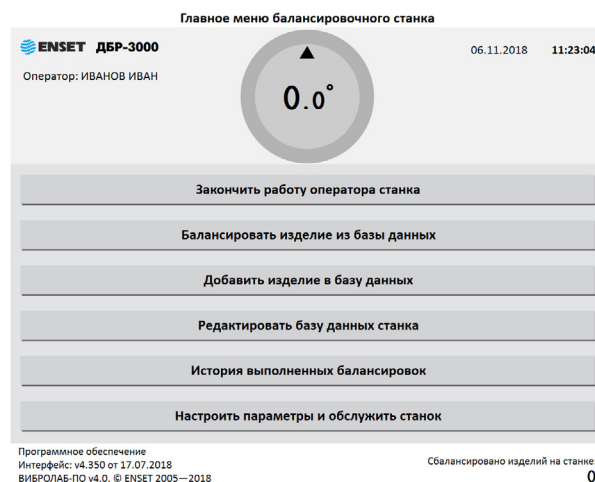 Главное меню балансировочного станка
ENSET ДБР-3000
06.11.2018 11:23:04
Оператор: ИВАНОВ ИВАН
0.0°
Закончить работу оператора станка
Балансировать изделие из базы данных
Добавить изделие в базу данных
Редактировать базу данных станка
История выполненных балансировок
Настроить параметры и обслужить станок
Программное обеспечение
Интерфейс: v4.350 от 17.07.2018
ВИБРОЛАБ-ПО v4.0. © ENSET 2005—2018
Сбалансировано изделий на станке:
0